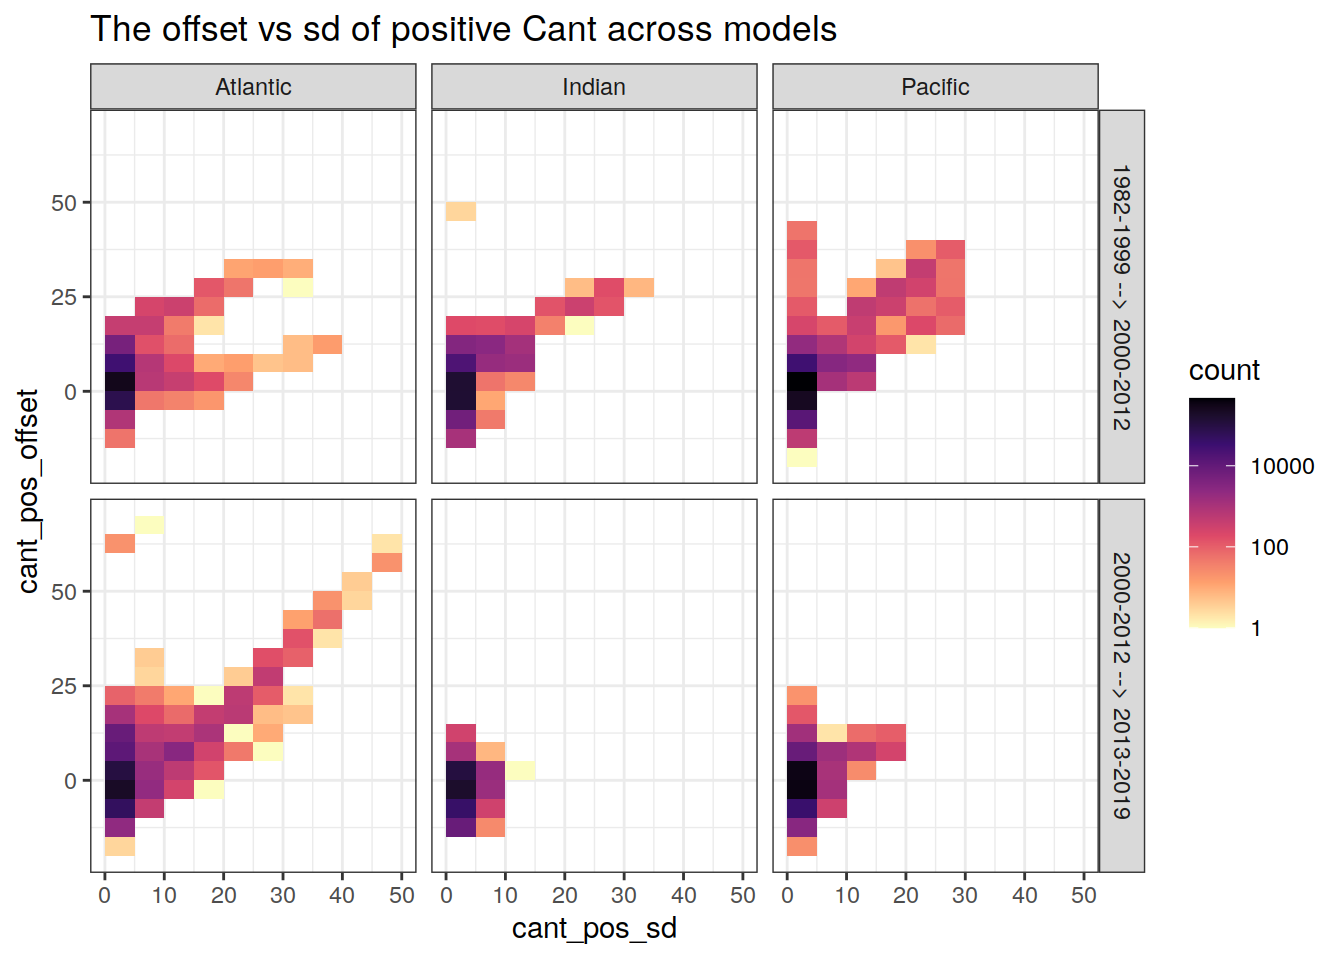 The offset vs sd of positive Cant across models
Atlantic
Indian
Pacific
cant_pos_offset
50
25
0
1982-1999 --> 2000-2012
50
25
0
2000-2012 --> 2013-2019
0 10 20 30 40 50
0 10 20 30 40 50
0 10 20 30 40 50
cant_pos_sd
count
10000
100
1